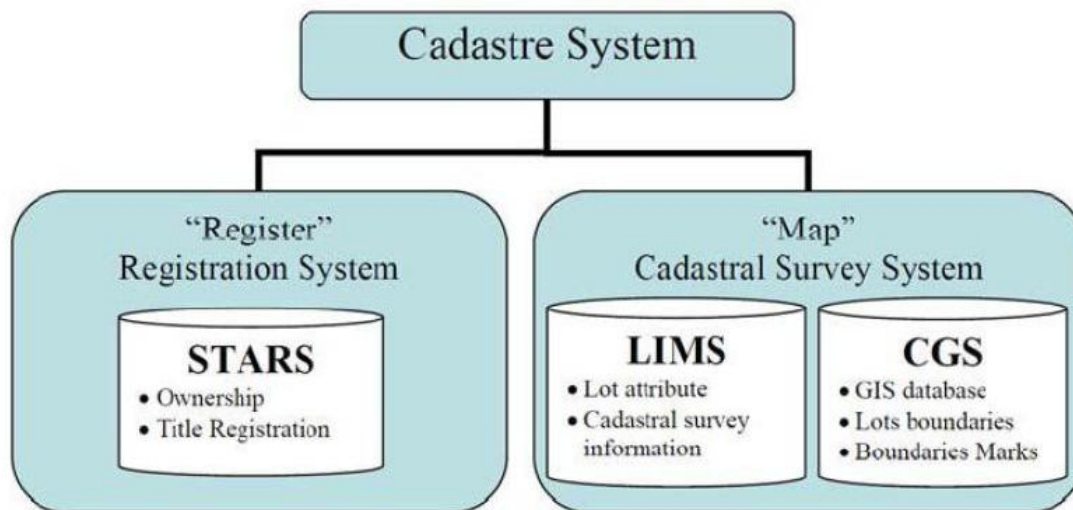 Cadastre System
“Register”
Registration System
STARS
• Ownership
• Title Registration
“Map”
Cadastral Survey System
LIMS
• Lot attribute
• Cadastral survey
information
CGS
• GIS database
• Lots boundaries
• Boundaries Marks